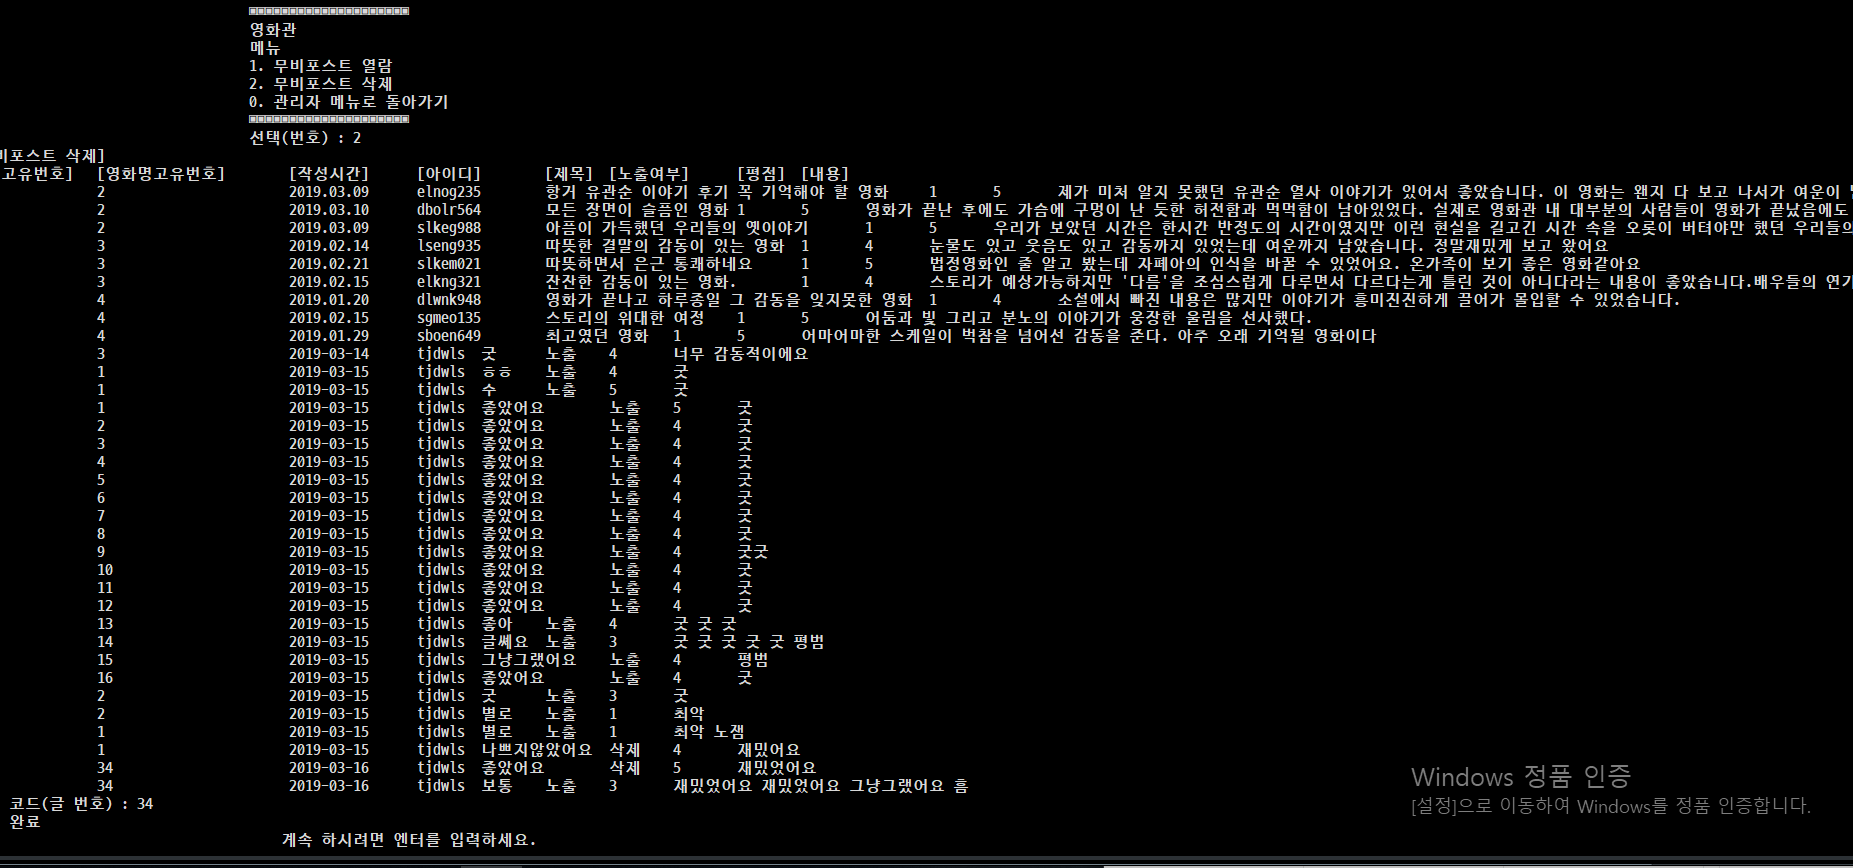 영화관
메뉴
1. 무비포스트 열람
2. 무비포스트 삭제
0. 관리자 메뉴로 돌아가기
선택(번호) : 2
비포스트 삭제]
고유번호] [영화명고유번호] [작성시간] [아이디] [제목] [노출여부] [평점] [내용]
2 2019.03.09 elnog235 항거 유관순 이야기 후기 꼭 기억해야 할 영화 1 5 제가 미처 알지 못했던 유관순 열사 이야기가 있어서 좋았습니다. 이 영화는 왠지 다 보고 나서가 여운이
2 2019.03.10 dbolr564 모든 장면이 슬픔인 영화 1 5 영화가 끝난 후에도 가슴에 구멍이 난 듯한 허전함과 먹먹함이 남아있었다. 실제로 영화관 내 대부분의 사람들이 영화가 끝났음에도
2 2019.03.09 slkeg988 아픔이 가득했던 우리들의 옛이야기 1 5 우리가 보았던 시간은 한시간 반정도의 시간이였지만 이런 현실을 길고긴 시간 속을 오롯이 버텨야만 했던 우리들의
3 2019.02.14 lseng935 따뜻한 결말의 감동이 있는 영화 1 4 눈물도 있고 웃음도 있고 감동까지 있었는데 여운까지 남았습니다. 정말재밌게 보고 왔어요
3 2019.02.21 slkem021 따뜻하면서 은근 통쾌하네요 1 5 법정영화인 줄 알고 봤는데 자폐아의 인식을 바꿀 수 있었어요. 온가족이 보기 좋은 영화같아요
3 2019.02.15 elkng321 잔잔한 감동이 있는 영화. 1 4 스토리가 예상가능하지만 '다름'을 조심스럽게 다루면서 다르다는게 틀린 것이 아니다라는 내용이 좋았습니다.배우들의 연기
4 2019.01.20 dlwnk948 영화가 끝나고 하루종일 그 감동을 잊지못한 영화 1 4 소설에서 빠진 내용은 많지만 이야기가 흥미진진하게 끌어가 몰입할 수 있었습니다.
4 2019.02.15 sgmeo135 스토리의 위대한 여정 1 5 어둠과 빛 그리고 분노의 이야기가 웅장한 울림을 선사했다.
4 2019.01.29 sboen649 최고였던 영화 1 5 어마어마한 스케일이 벅참을 넘어선 감동을 준다. 아주 오래 기억될 영화이다
3 2019-03-14 tjdwls 굿 노출 4 너무 감동적이에요
1 2019-03-15 tjdwls ㅎㅎ 노출 4 굿
1 2019-03-15 tjdwls 수 노출 5 굿
1 2019-03-15 tjdwls 좋았어요 노출 5 굿
2 2019-03-15 tjdwls 좋았어요 노출 4 굿
3 2019-03-15 tjdwls 좋았어요 노출 4 굿
4 2019-03-15 tjdwls 좋았어요 노출 4 굿
5 2019-03-15 tjdwls 좋았어요 노출 4 굿
6 2019-03-15 tjdwls 좋았어요 노출 4 굿
7 2019-03-15 tjdwls 좋았어요 노출 4 굿
8 2019-03-15 tjdwls 좋았어요 노출 4 굿
9 2019-03-15 tjdwls 좋았어요 노출 4 굿굿
10 2019-03-15 tjdwls 좋았어요 노출 4 굿
11 2019-03-15 tjdwls 좋았어요 노출 4 굿
12 2019-03-15 tjdwls 좋았어요 노출 4 굿
13 2019-03-15 tjdwls 좋아 노출 4 굿 굿 굿
14 2019-03-15 tjdwls 글쎄요 노출 3 굿 굿 굿 굿 굿 평범
15 2019-03-15 tjdwls 그냥그랬어요 노출 4 평범
16 2019-03-15 tjdwls 좋았어요 노출 4 굿
2 2019-03-15 tjdwls 굿 노출 3 굿
2 2019-03-15 tjdwls 별로 노출 1 최악
1 2019-03-15 tjdwls 별로 노출 1 최악 노잼
1 2019-03-15 tjdwls 나쁘지않았어요 삭제 4 재밌어요
34 2019-03-16 tjdwls 좋았어요 삭제 5 재밌었어요
34 2019-03-16 tjdwls 보통 노출 3 재밌었어요 재밌었어요 그냥그랬어요 흠
코드(글 번호) : 34
완료
계속 하시려면 엔터를 입력하세요.
Windows 정품 인증
[설정]으로 이동하여 Windows를 정품 인증합니다.